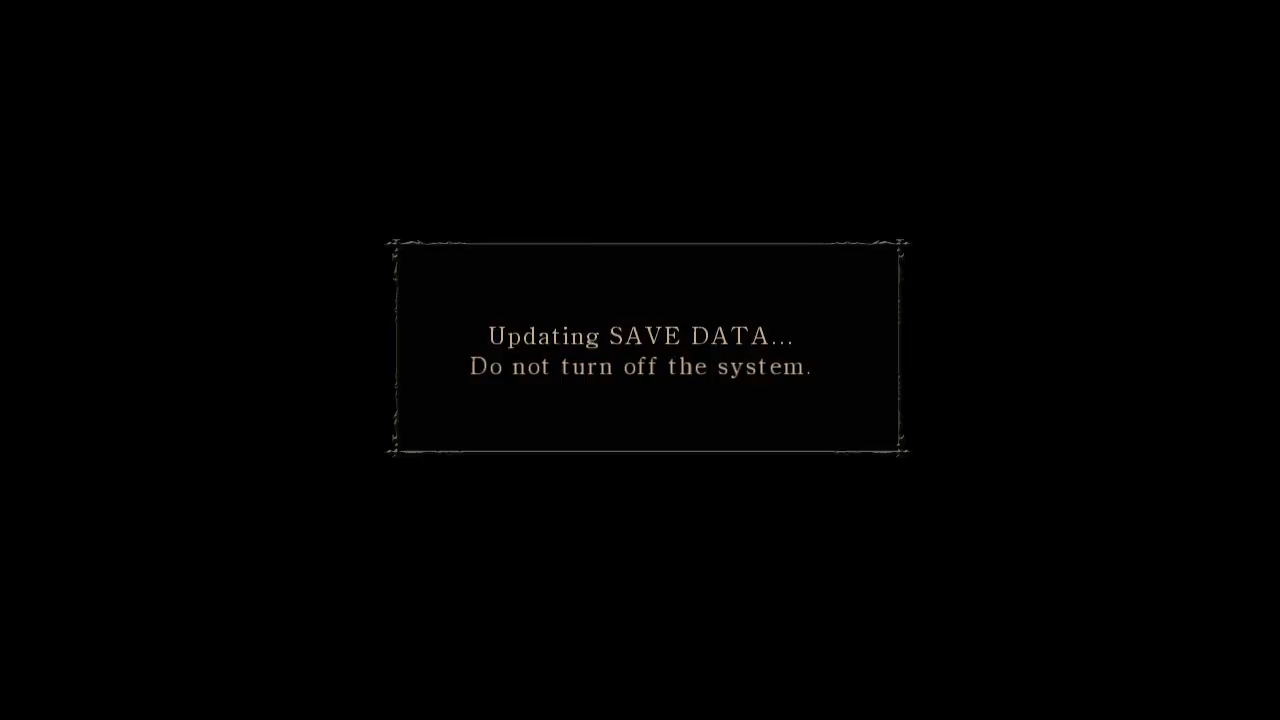 Updating SAVE DATA...
Do not turn off the system.